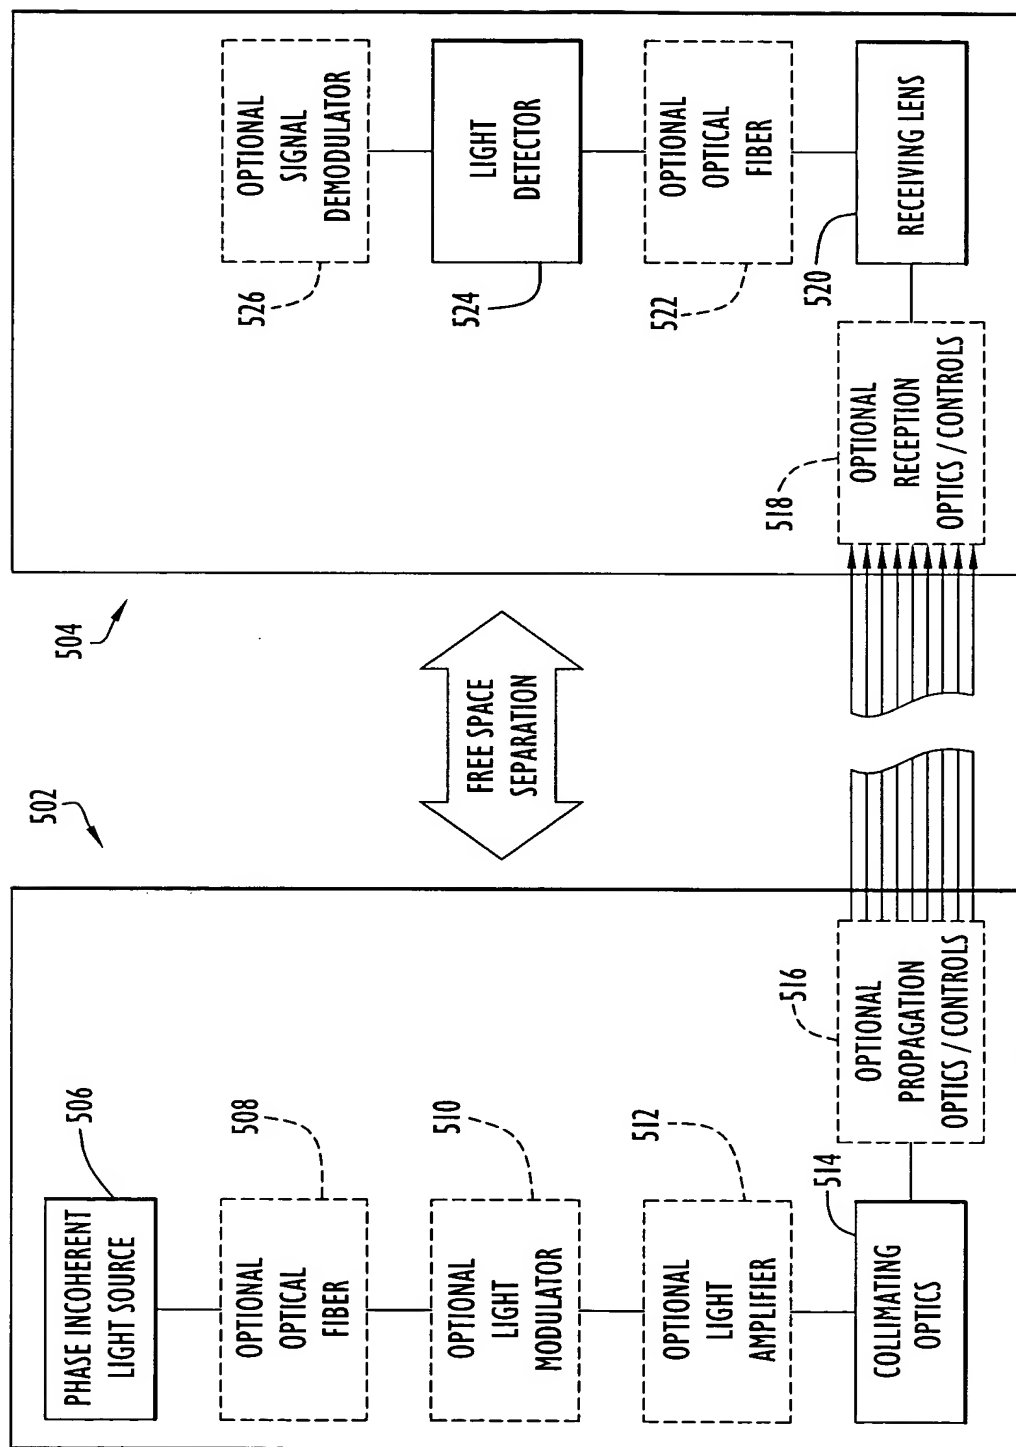 502
504
506
PHASE INCOHERENT
LIGHT SOURCE
508
OPTIONAL
OPTICAL
FIBER
510
OPTIONAL
LIGHT
MODULATOR
512
OPTIONAL
LIGHT
AMPLIFIER
514
COLLIMATING
OPTICS
516
OPTIONAL
PROPAGATION
OPTICS / CONTROLS
FREE SPACE
SEPARATION
OPTIONAL
SIGNAL
DEMODULATOR
526
LIGHT
DETECTOR
524
OPTIONAL
OPTICAL
FIBER
522
RECEIVING LENS
520
518
OPTIONAL
RECEPTION
OPTICS / CONTROLS